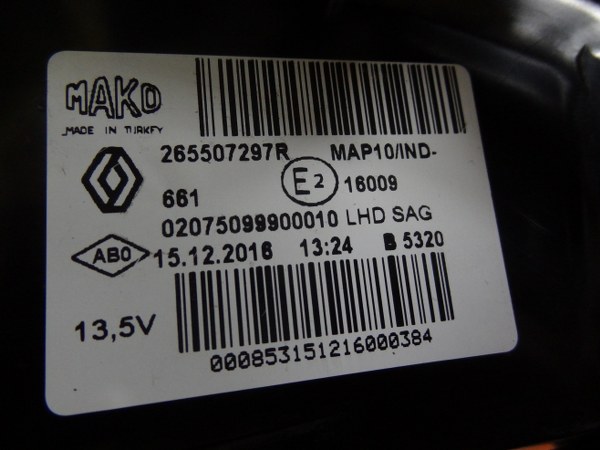 MAKO
MADE IN TURKEY
265507297R MAP10/IND-
661 E2 16009
02075099900010 LHD SAG
ABO 15.12.2016 13:24 B 5320
13,5V
000853151216000384